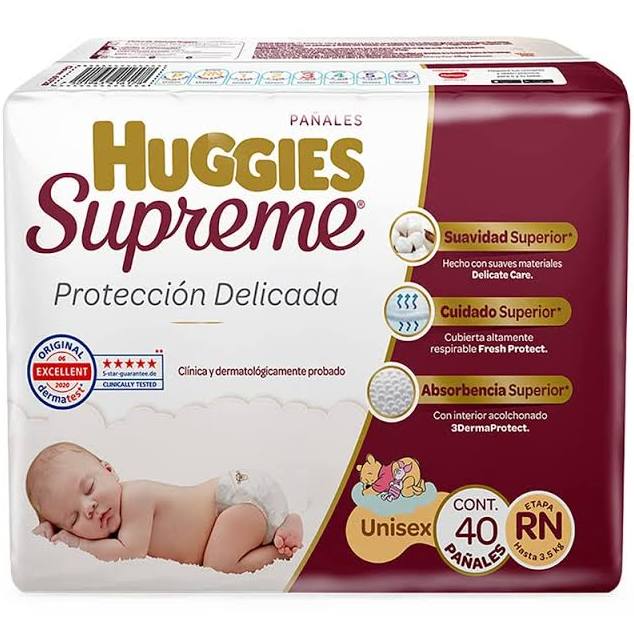 PAÑALES
HUGGIES
Supreme®
Protección Delicada
Suavidad Superior*
Hecho con suaves materiales
Delicate Care.
Cuidado Superior*
Cubierta altamente
respirable Fresh Protect.
Absorbencia Superior*
Con interior acolchonado
3DermaProtect.
ORIGINAL
06
EXCELLENT
2020
dermatest
**
5-star-guarantee.de
CLINICALLY TESTED
Clínica y dermatológicamente probado
Unisex
CONT.
40
PAÑALES
ETAPA
RN
Hasta 3.5 kg